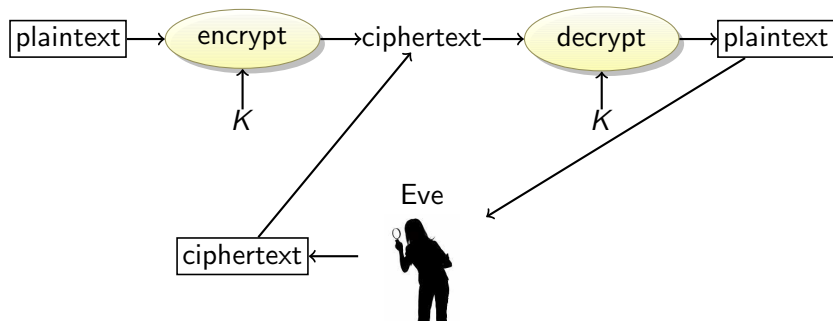 plaintext encrypt ciphertext decrypt plaintext
K K
Eve
ciphertext